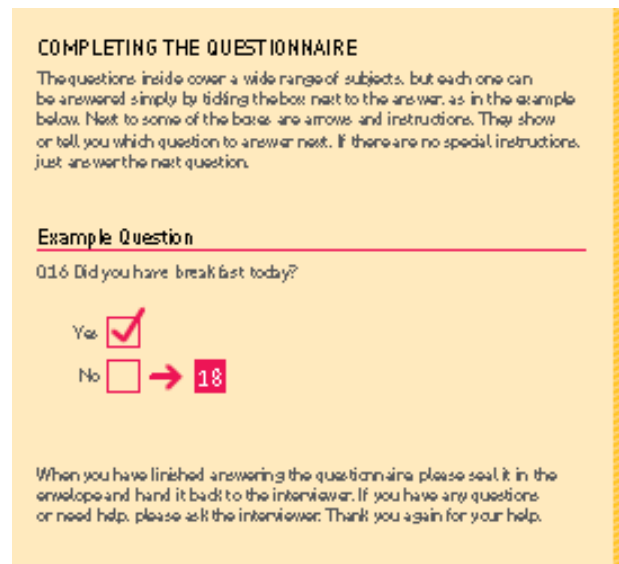 COMPLETING THE QUESTIONNAIRE
The questions inside cover a wide range of subjects, but each one can
be answered simply by ticking the box next to the answer, as in the example
below. Next to some of the boxes are arrows and instructions. They show
or tell you which question to answer next. If there are no special instructions,
just answer the next question.
Example Question
Q16 Did you have breakfast today?
Yes
No 18
When you have finished answering the questionnaire please seal it in the
envelope and hand it back to the interviewer. If you have any questions
or need help, please ask the interviewer. Thank you again for your help.